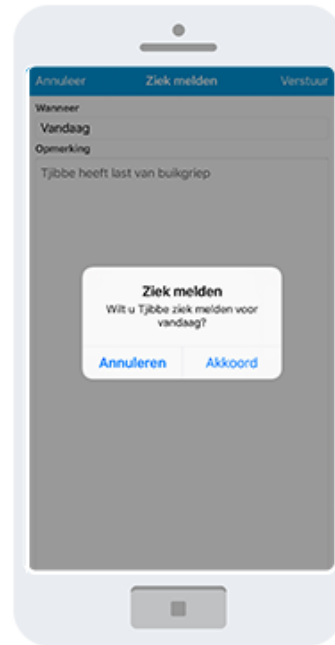 Annuleer Ziek melden Verstuur
Wanneer
Vandaag
Opmerking
Tjibbe heeft last van buikgriep
Ziek melden
Wilt u Tjibbe ziek melden voor
vandaag?
Annuleren Akkoord